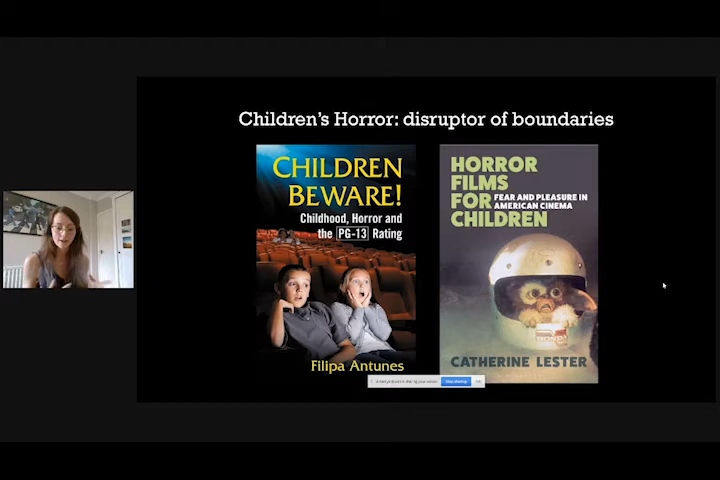 Children's Horror: disruptor of boundaries
CHILDREN
BEWARE!
Childhood, Horror and
the PG-13 Rating
Filipa Antunes
HORROR
FILMS
FOR FEAR AND PLEASURE IN
AMERICAN CINEMA
CHILDREN
HONDA
CATHERINE LESTER
Stop sharing